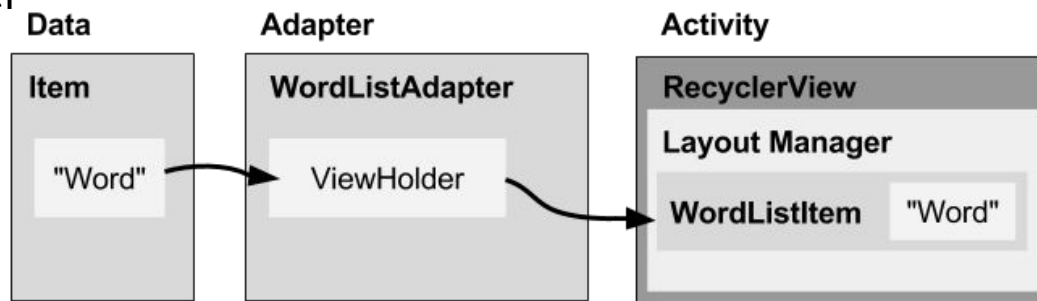 Data
Adapter
Activity
Item
WordListAdapter
RecyclerView
Layout Manager
"Word"
ViewHolder
WordListItem
"Word"